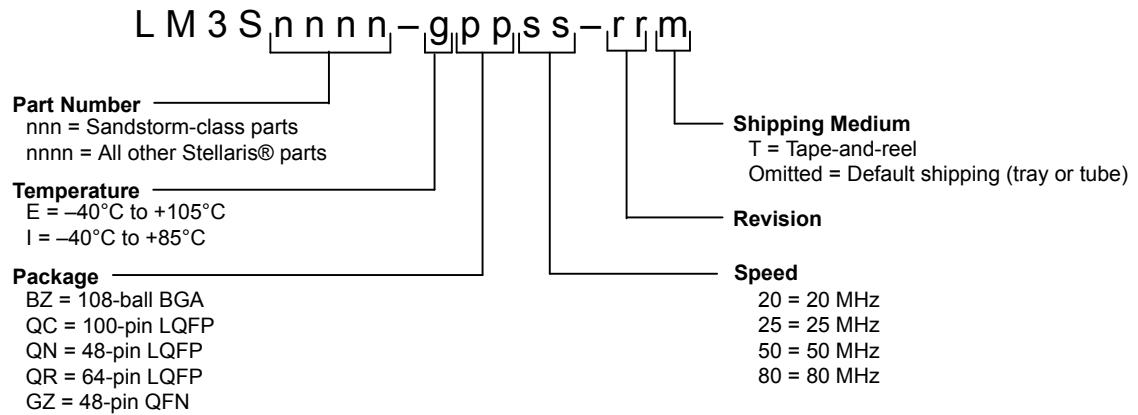 L M 3 S n n n n – g p p s s – r r m
Part Number
nnn = Sandstorm-class parts
nnnn = All other Stellaris® parts
Temperature
E = –40°C to +105°C
I = –40°C to +85°C
Package
BZ = 108-ball BGA
QC = 100-pin LQFP
QN = 48-pin LQFP
QR = 64-pin LQFP
GZ = 48-pin QFN
Shipping Medium
T = Tape-and-reel
Omitted = Default shipping (tray or tube)
Revision
Speed
20 = 20 MHz
25 = 25 MHz
50 = 50 MHz
80 = 80 MHz